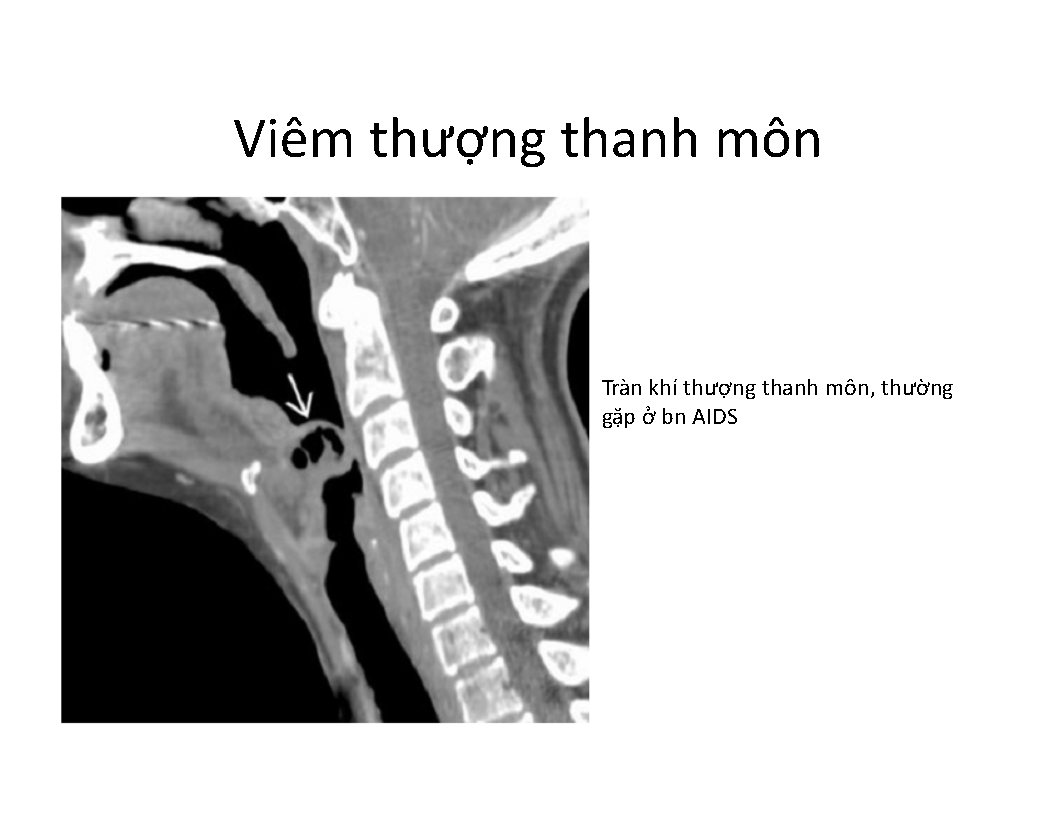 Viêm thượng thanh môn
Tràn khí thượng thanh môn, thường
gặp ở bn AIDS